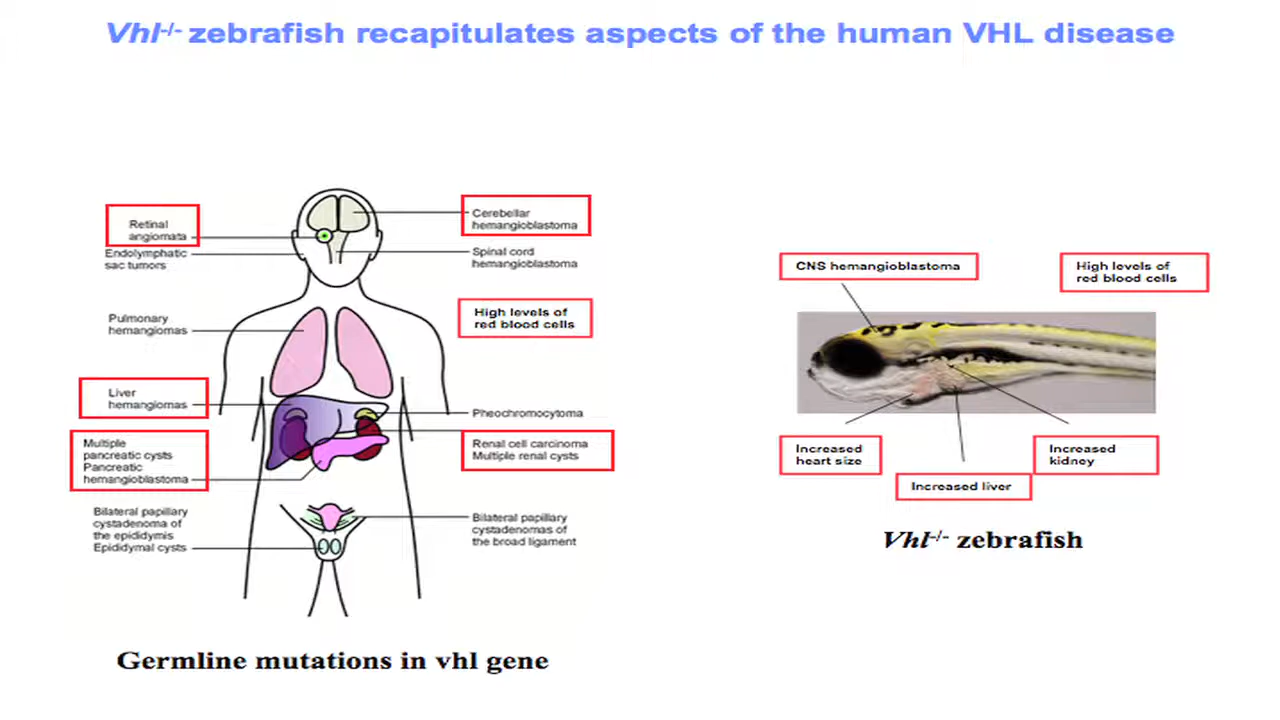 Vhl-/- zebrafish recapitulates aspects of the human VHL disease
Retinal
angiomata
Endolymphatic
sac tumors
Pulmonary
hemangiomas
Liver
hemangiomas
Multiple
pancreatic cysts
Pancreatic
hemangioblastoma
Bilateral papillary
cystadenoma of
the epididymis
Epididymal cysts
Cerebellar
hemangioblastoma
Spinal cord
hemangioblastoma
High levels of
red blood cells
Pheochromocytoma
Renal cell carcinoma
Multiple renal cysts
Bilateral papillary
cystadenomas of
the broad ligament
Germline mutations in vhl gene
CNS hemangioblastoma
High levels of
red blood cells
Increased
heart size
Increased liver
Increased
kidney
Vhl-/- zebrafish